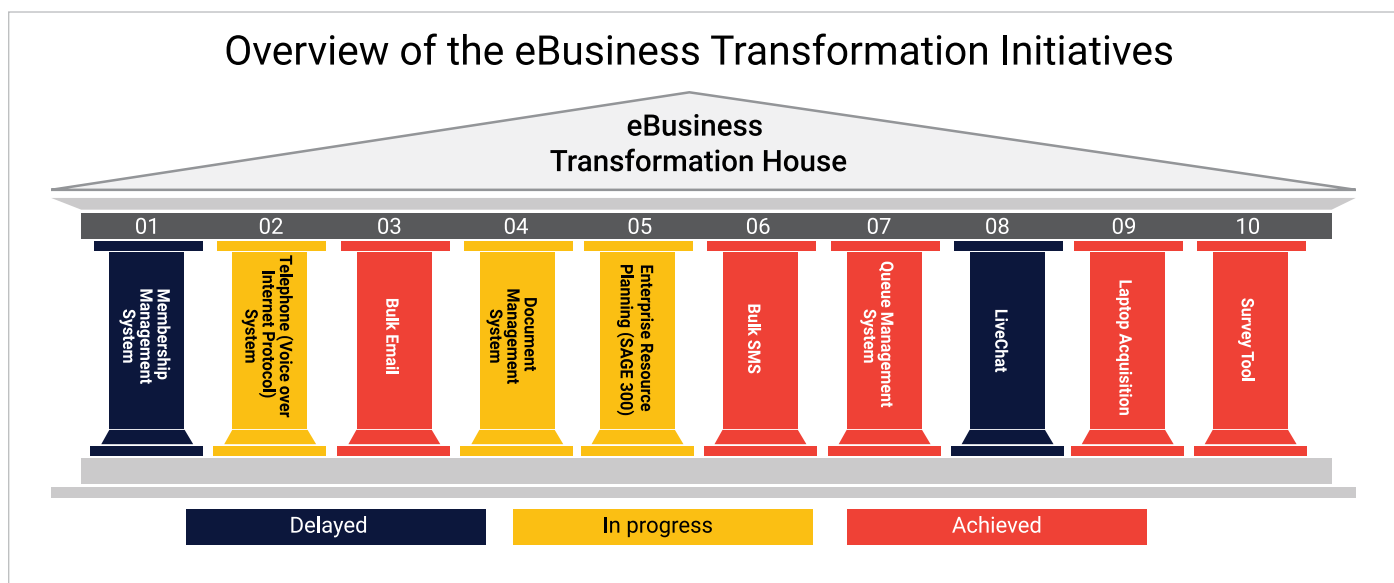 Overview of the eBusiness Transformation Initiatives
eBusiness
Transformation House
01
02
03
04
05
06
07
08
09
10
Membership
Management
System
Telephone (Voice over
Internet Protocol)
System
Bulk Email
Document
Management
System
Enterprise Resource
Planning (SAGE 300)
Bulk SMS
Queue Management
System
LiveChat
Laptop Acquisition
Survey Tool
Delayed
In progress
Achieved